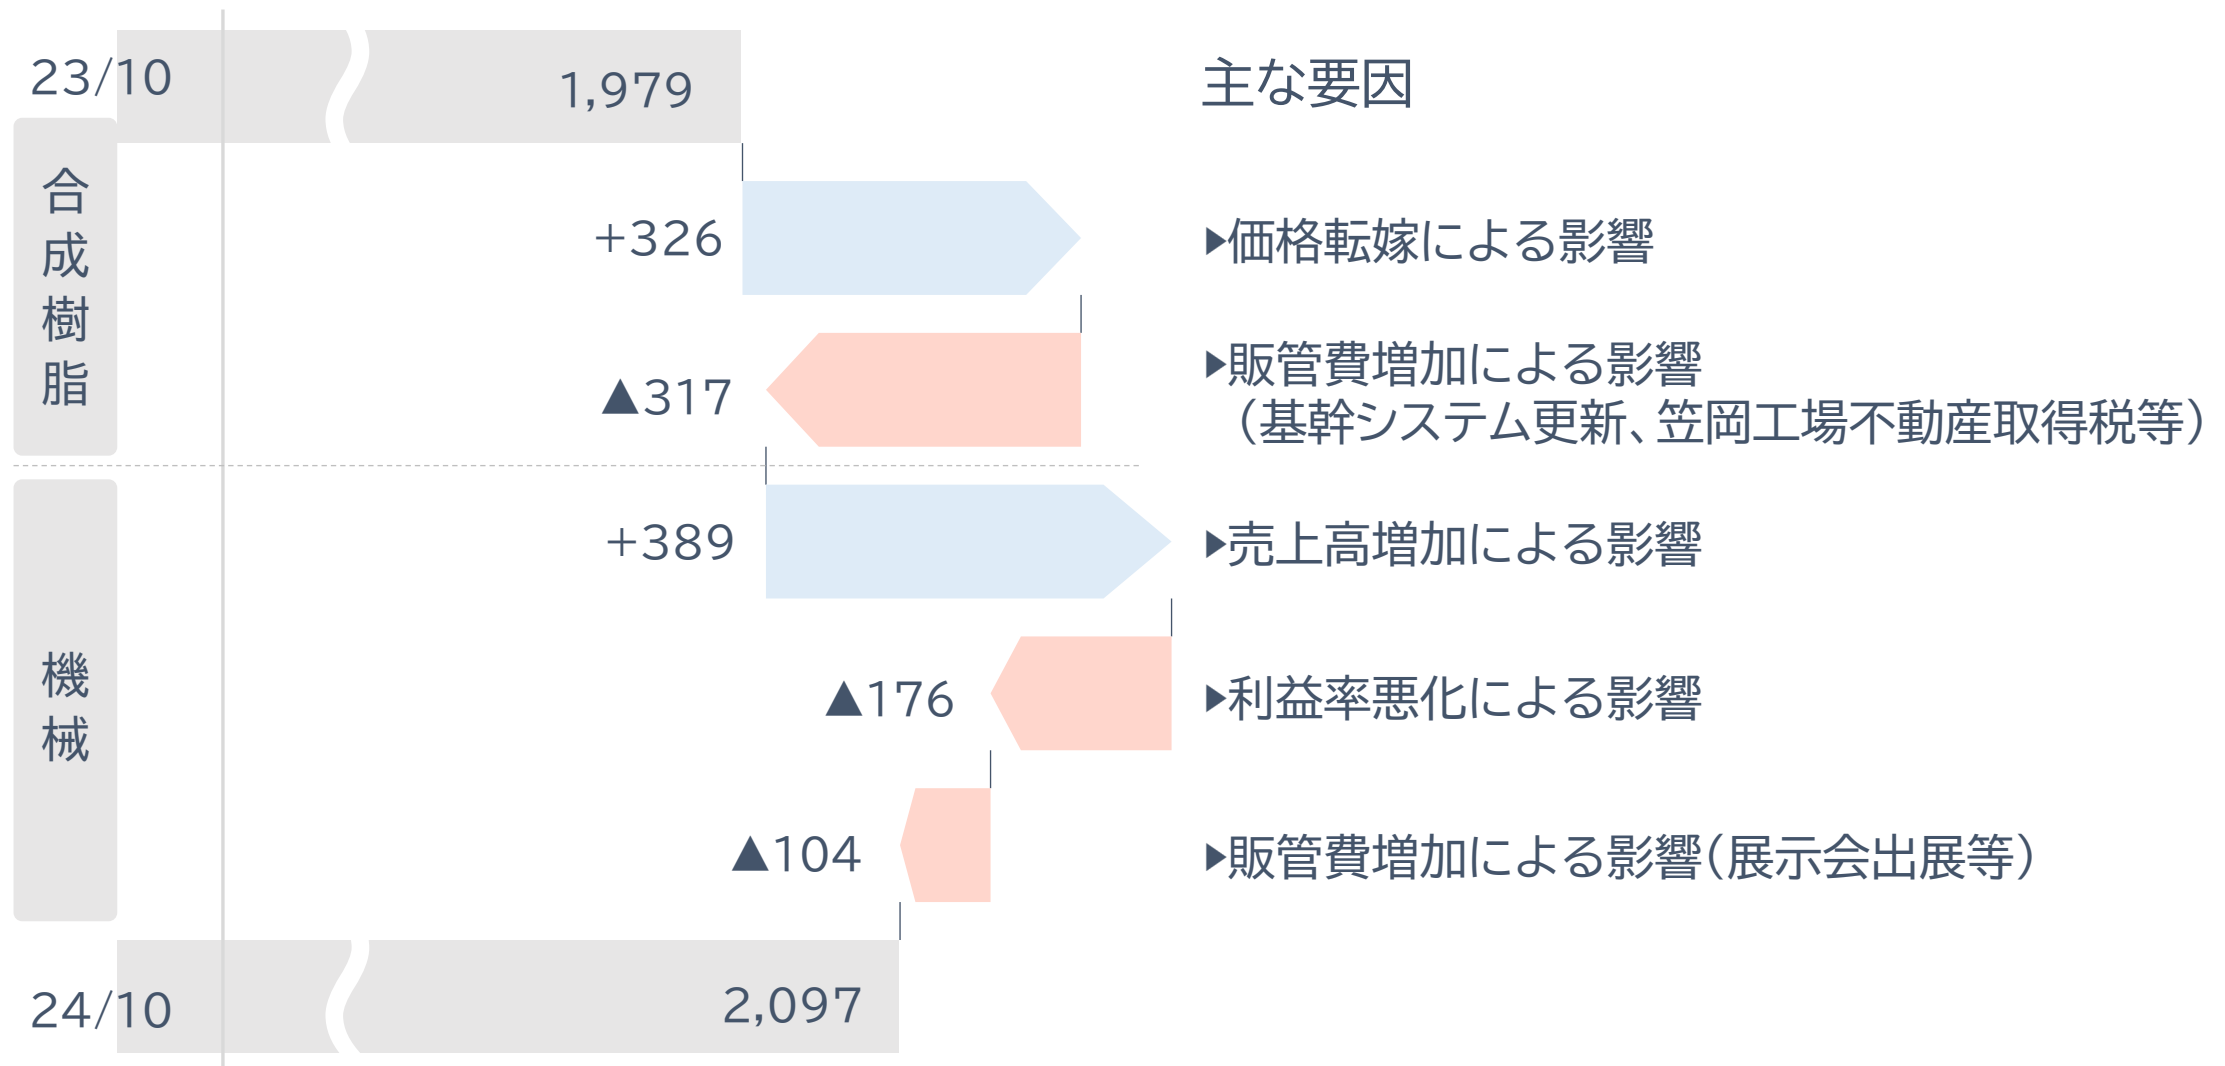 23/10
1,979
主な要因
合成樹脂
+326
▶価格転嫁による影響
▲317
▶販管費増加による影響
（基幹システム更新、笠岡工場不動産取得税等）
機械
+389
▶売上高増加による影響
▲176
▶利益率悪化による影響
▲104
▶販管費増加による影響（展示会出展等）
24/10
2,097